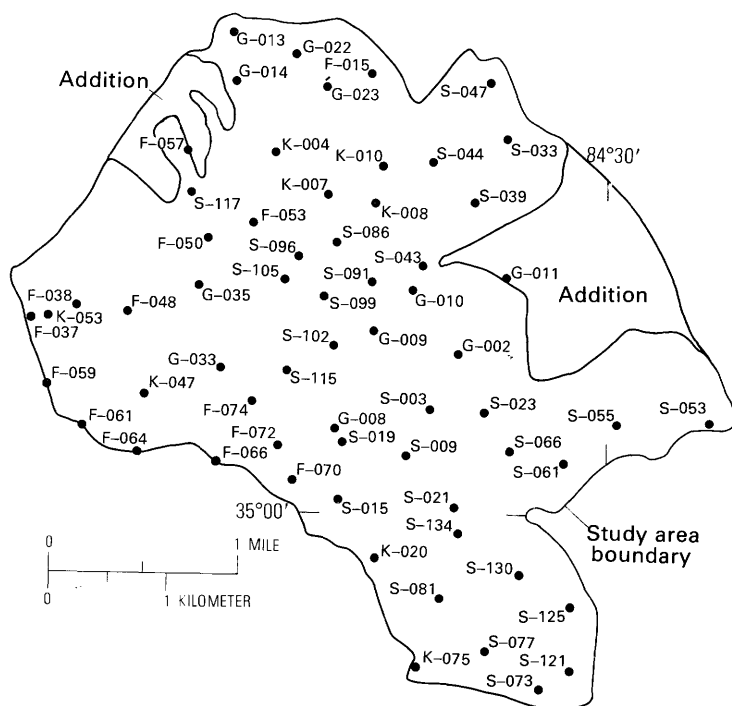 G–013
G–022
F–015
G–014
G–023
Addition
S–047
F–057
K–004
K–010
S–044
S–033
84°30′
K–007
S–117
K–008
S–039
F–053
S–086
F–050
S–096
S–043
S–105
S–091
G–011
G–035
S–099
G–010
Addition
F–038
F–048
K–053
F–037
S–102
G–009
G–002
G–033
F–059
K–047
S–115
F–074
S–003
S–023
S–055
S–053
F–061
G–008
F–064
F–072
S–019
S–009
S–066
F–066
S–061
F–070
35°00′
S–015
S–021
S–134
Study area
boundary
0
1 MILE
K–020
S–130
0
1 KILOMETER
S–081
S–125
S–077
K–075
S–121
S–073